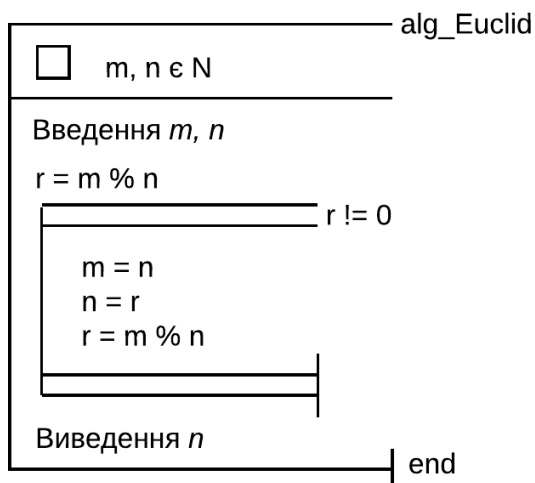 alg_Euclid
m, n є N
Введення m, n
r = m % n
r != 0
m = n
n = r
r = m % n
Виведення n
end